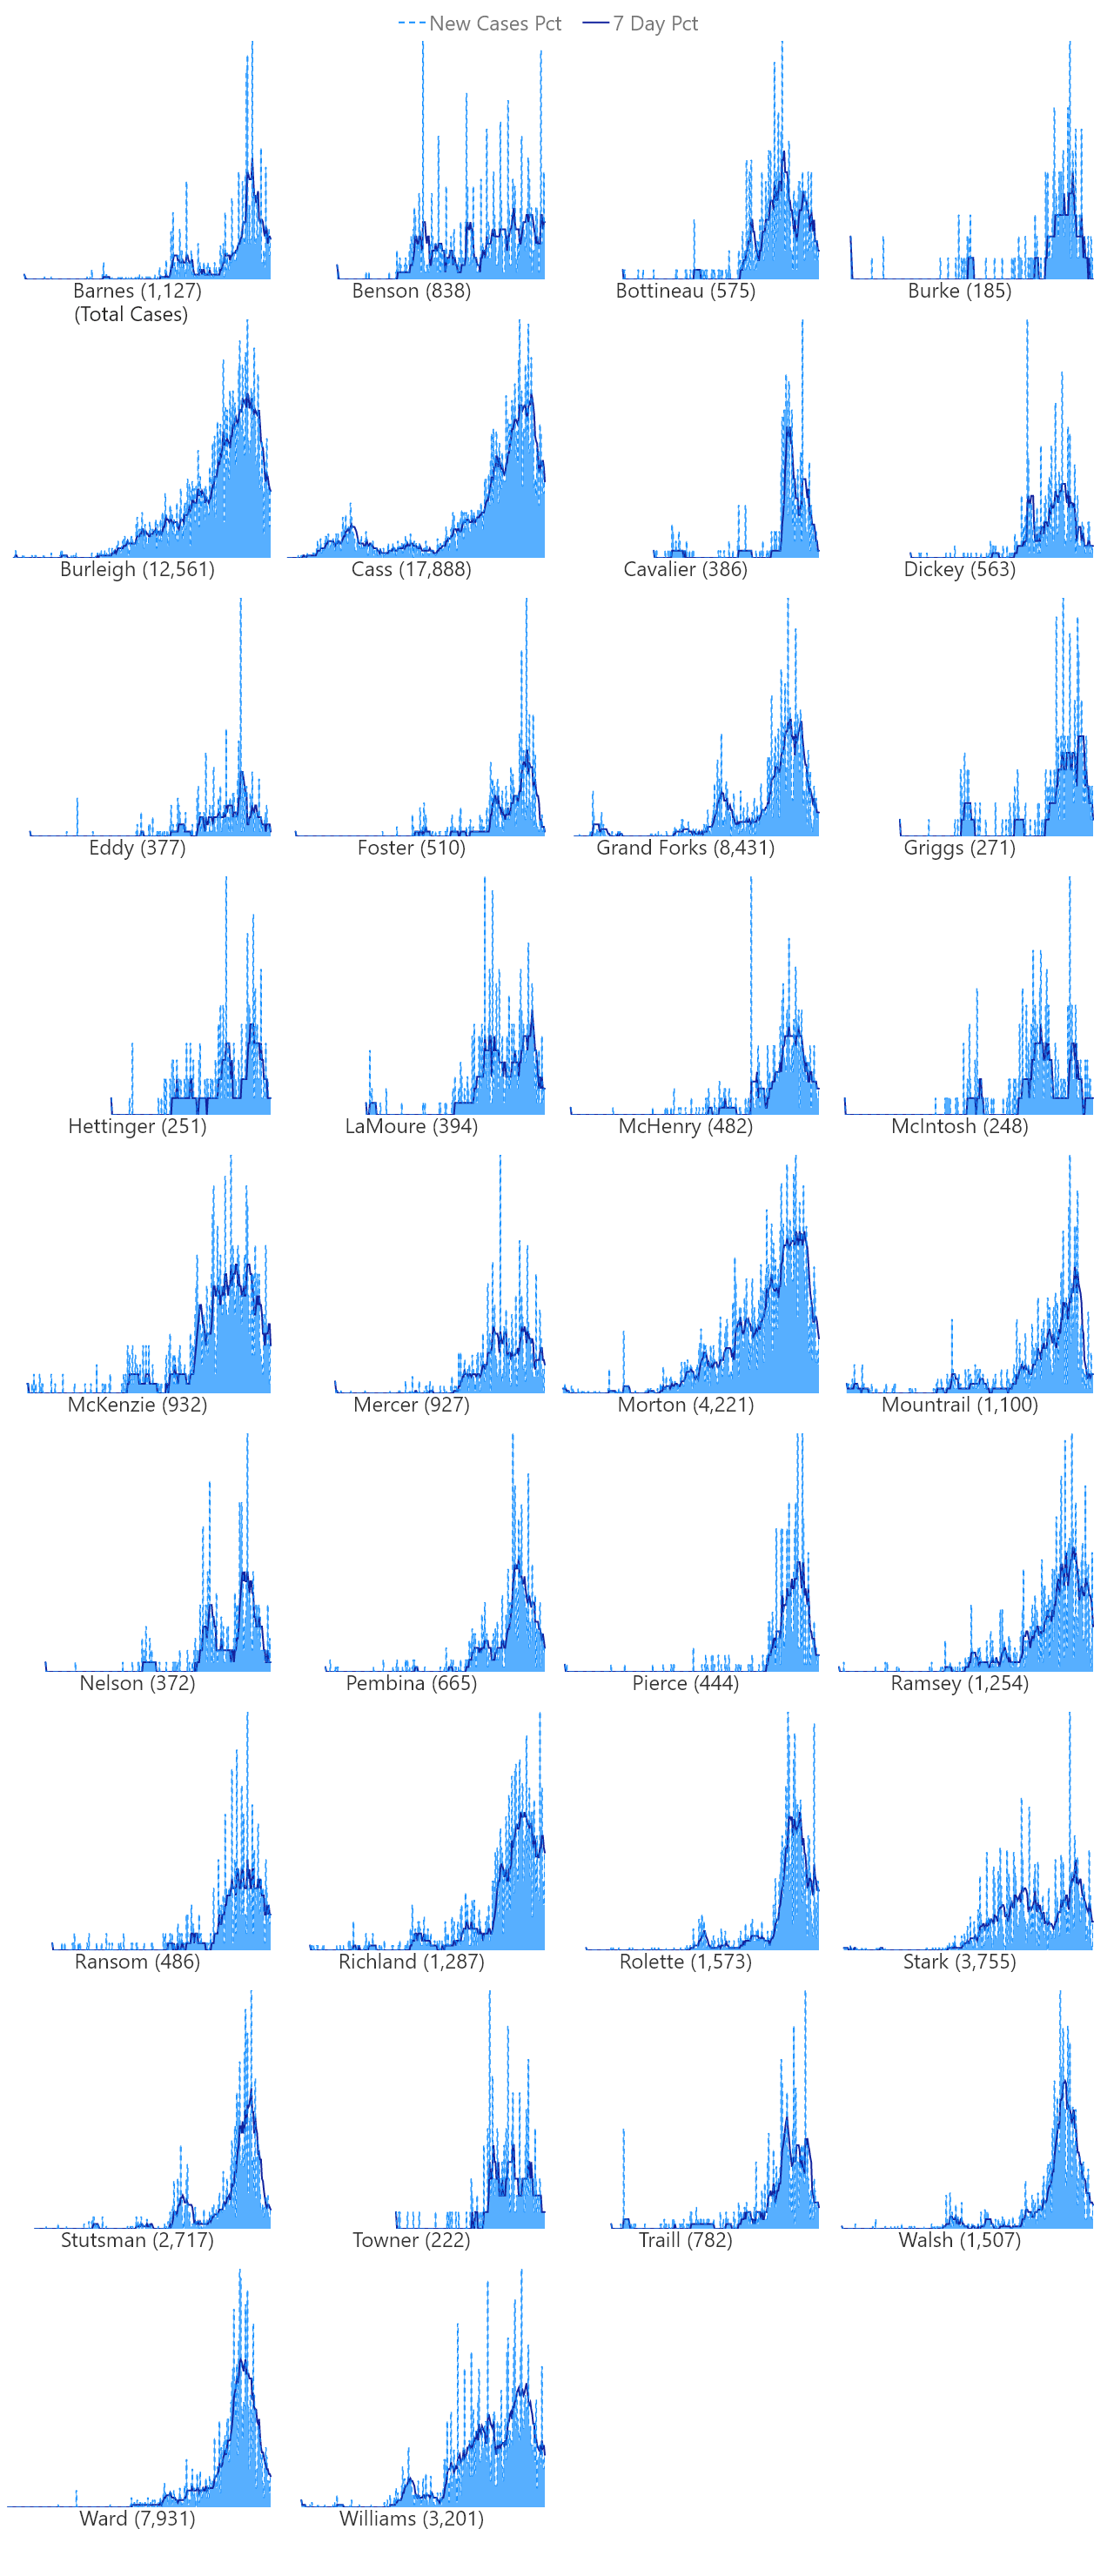 New Cases Pct 7 Day Pct
Barnes (1,127) Benson (838) Bottineau (575) Burke (185)
(Total Cases)
Burleigh (12,561) Cass (17,888) Cavalier (386) Dickey (563)
Eddy (377) Foster (510) Grand Forks (8,431) Griggs (271)
Hettinger (251) LaMoure (394) McHenry (482) McIntosh (248)
McKenzie (932) Mercer (927) Morton (4,221) Mountrail (1,100)
Nelson (372) Pembina (665) Pierce (444) Ramsey (1,254)
Ransom (486) Richland (1,287) Rolette (1,573) Stark (3,755)
Stutsman (2,717) Towner (222) Traill (782) Walsh (1,507)
Ward (7,931) Williams (3,201)